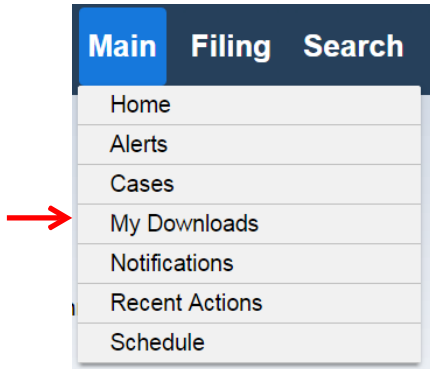 Main Filing Search
Home
Alerts
Cases
My Downloads
Notifications
Recent Actions
Schedule